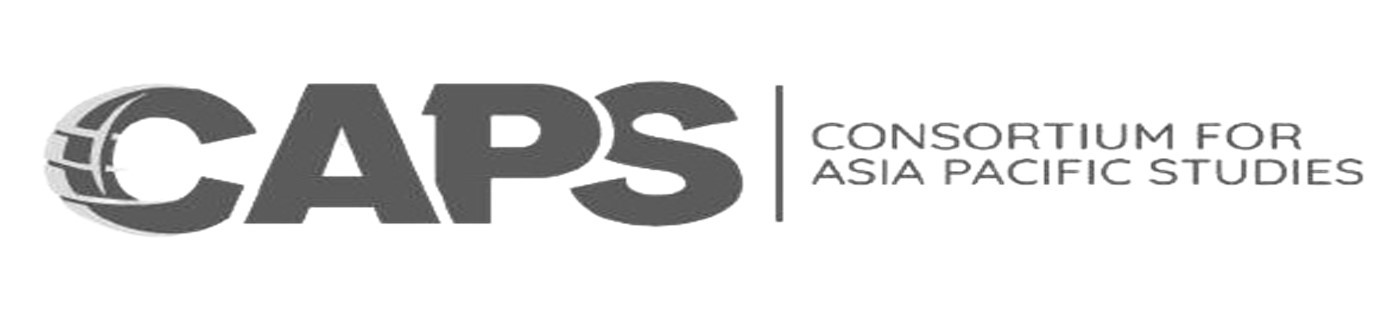 CAPS
CONSORTIUM FOR
ASIA PACIFIC STUDIES